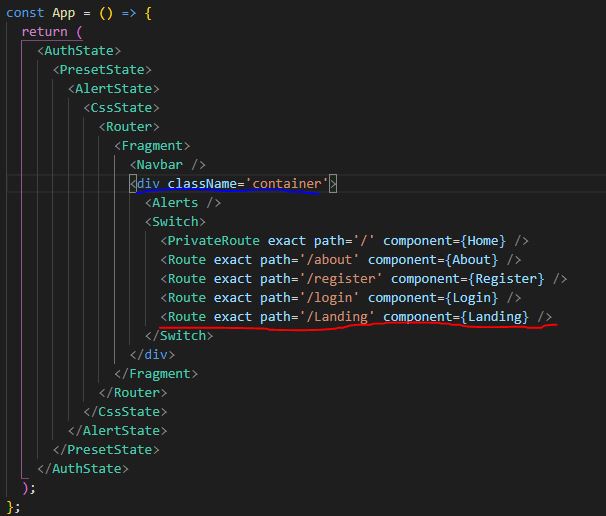 const App = () => {
return (
<AuthState>
<PresetState>
<AlertState>
<CssState>
<Router>
<Fragment>
<Navbar />
<div className='container'>
<Alerts />
<Switch>
<PrivateRoute exact path='/' component={Home} />
<Route exact path='/about' component={About} />
<Route exact path='/register' component={Register} />
<Route exact path='/login' component={Login} />
<Route exact path='/Landing' component={Landing} />
</Switch>
</div>
</Fragment>
</Router>
</CssState>
</AlertState>
</PresetState>
</AuthState>
);
};